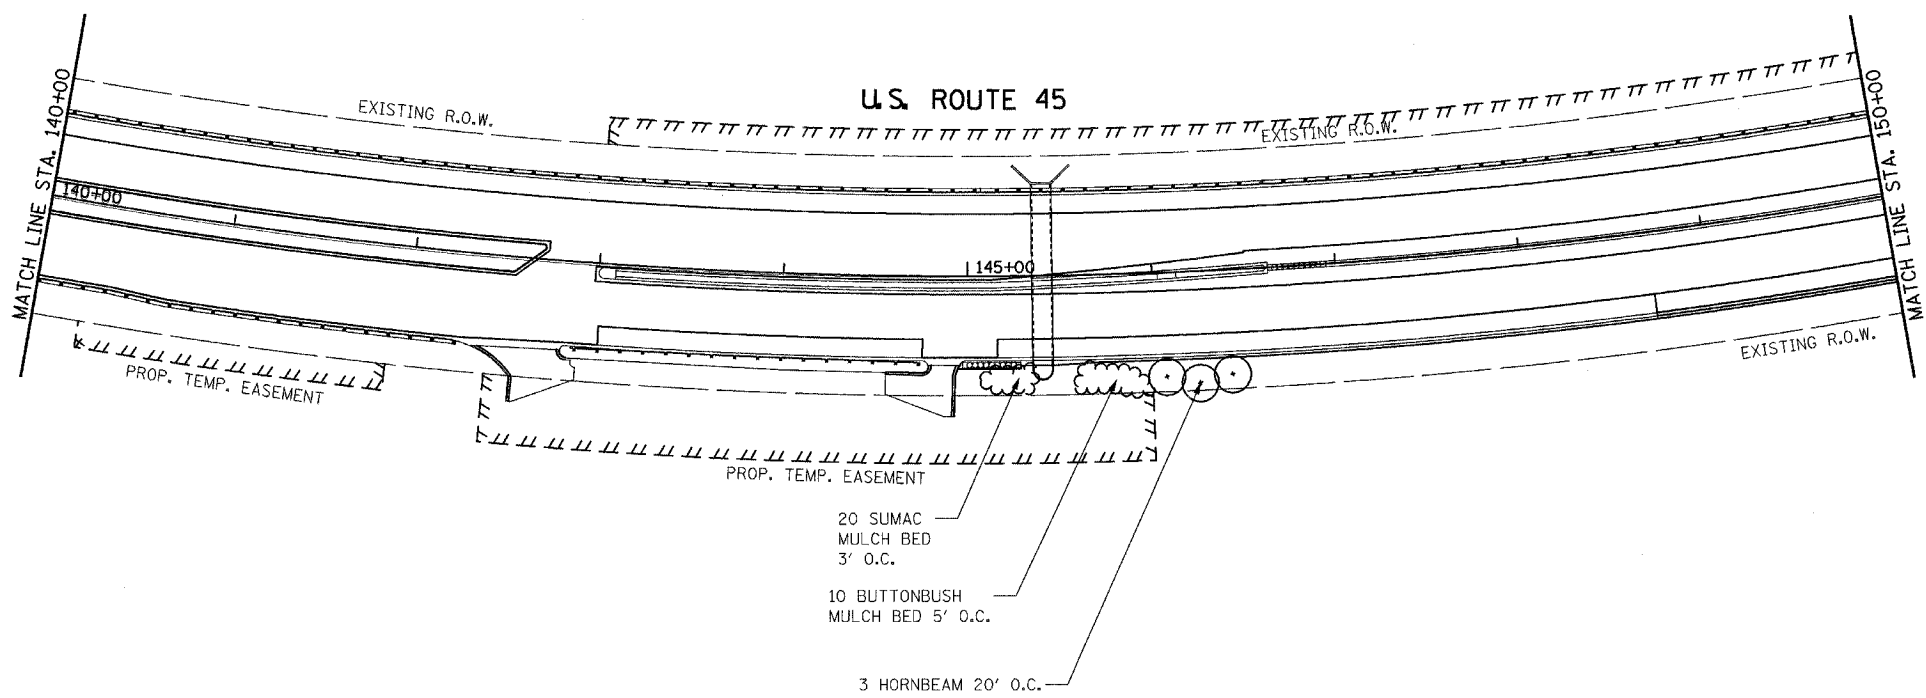 U.S. ROUTE 45
EXISTING R.O.W.
EXISTING R.O.W.
MATCH LINE STA. 140+00
140+00
145+00
MATCH LINE STA. 150+00
EXISTING R.O.W.
PROP. TEMP. EASEMENT
PROP. TEMP. EASEMENT
20 SUMAC
MULCH BED
3' O.C.
10 BUTTONBUSH
MULCH BED 5' O.C.
3 HORNBEAM 20' O.C.